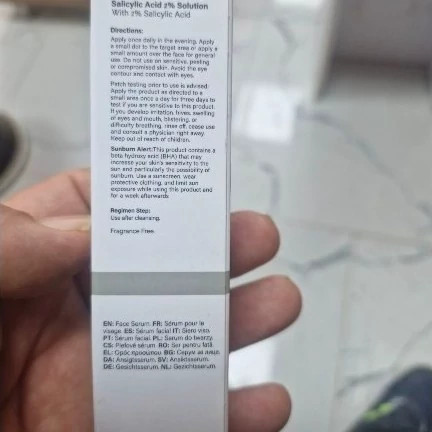 Salicylic Acid 2% Solution
With 2% Salicylic Acid
Directions:
Apply once daily in the evening. Apply
a small dot to the target area or apply a
small amount over the face for general
use. Do not use on sensitive, peeling
or compromised skin. Avoid the eye
contour and contact with eyes.
Patch testing prior to use is advised.
Apply the product as directed to a
small area once a day for three days to
test if you are sensitive to this product.
If you develop irritation, hives, swelling
of eyes and mouth, blistering, or
difficulty breathing, rinse off, cease use
and consult a physician right away.
Keep out of reach of children.
Sunburn Alert: This product contains a
beta hydroxy acid (BHA) that may
increase your skin's sensitivity to the
sun and particularly the possibility of
sunburn. Use a sunscreen, wear
protective clothing, and limit sun
exposure while using this product and
for a week afterwards.
Regimen Step:
Use after cleansing.
Fragrance Free.
EN: Face Serum. FR: Sérum pour le
visage. ES: Sérum facial. IT: Siero viso.
PT: Sérum facial. PL: Serum do twarzy.
CS: Pleťové sérum. RO: Ser pentru față.
EL: Ορός προσώπου. BG: Серум за лице.
DA: Ansigtsserum. SV: Ansiktsserum.
DE: Gesichtsserum. NL: Gezichtsserum.